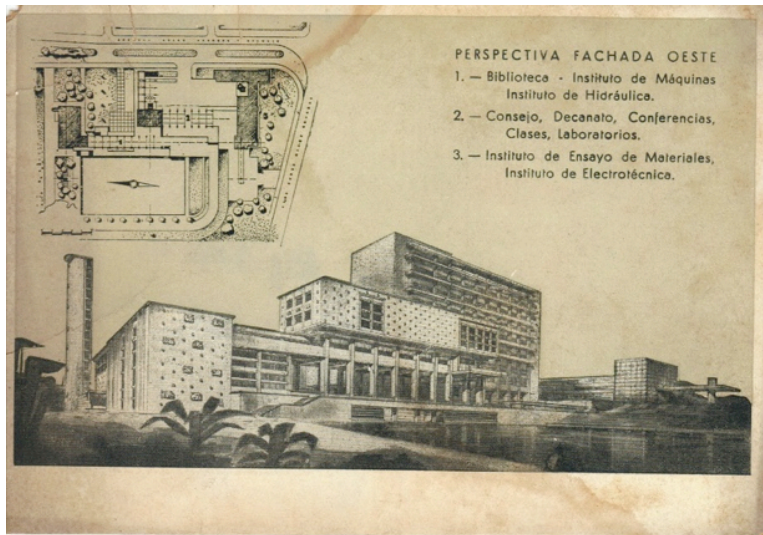 PERSPECTIVA FACHADA OESTE
1. — Biblioteca - Instituto de Máquinas
Instituto de Hidráulica.
2. — Consejo, Decanato, Conferencias,
Clases, Laboratorios.
3. — Instituto de Ensayo de Materiales,
Instituto de Electrotécnica.